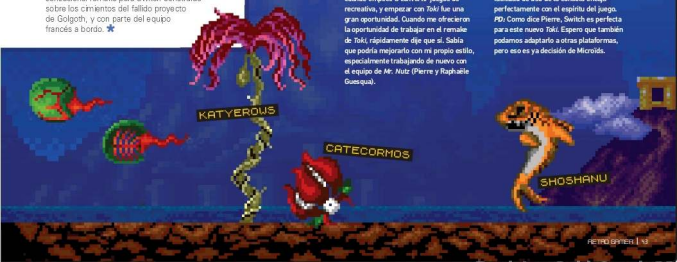 sobre los cimientos del fallido proyecto
de Golgoth, y con parte del equipo
francés a bordo.
recreativa, y empezar con Toki fue una
gran oportunidad. Cuando me ofrecieron
la oportunidad de trabajar en el remake
de Toki, rápidamente dije que sí. Sabía
que podría mejorarlo con mi propio estilo,
especialmente trabajando de nuevo con
el equipo de Mr. Nutz (Pierre y Raphaële
Guesqua).
perfectamente con el espíritu del juego.
PD: Como dice Pierre, Switch es perfecta
para este nuevo Toki. Espero que también
podamos adaptarlo a otras plataformas,
pero eso es ya decisión de Microids.
KATYEROUS
CATECORMOS
SHOSHANU
RETRO GAMER | 43